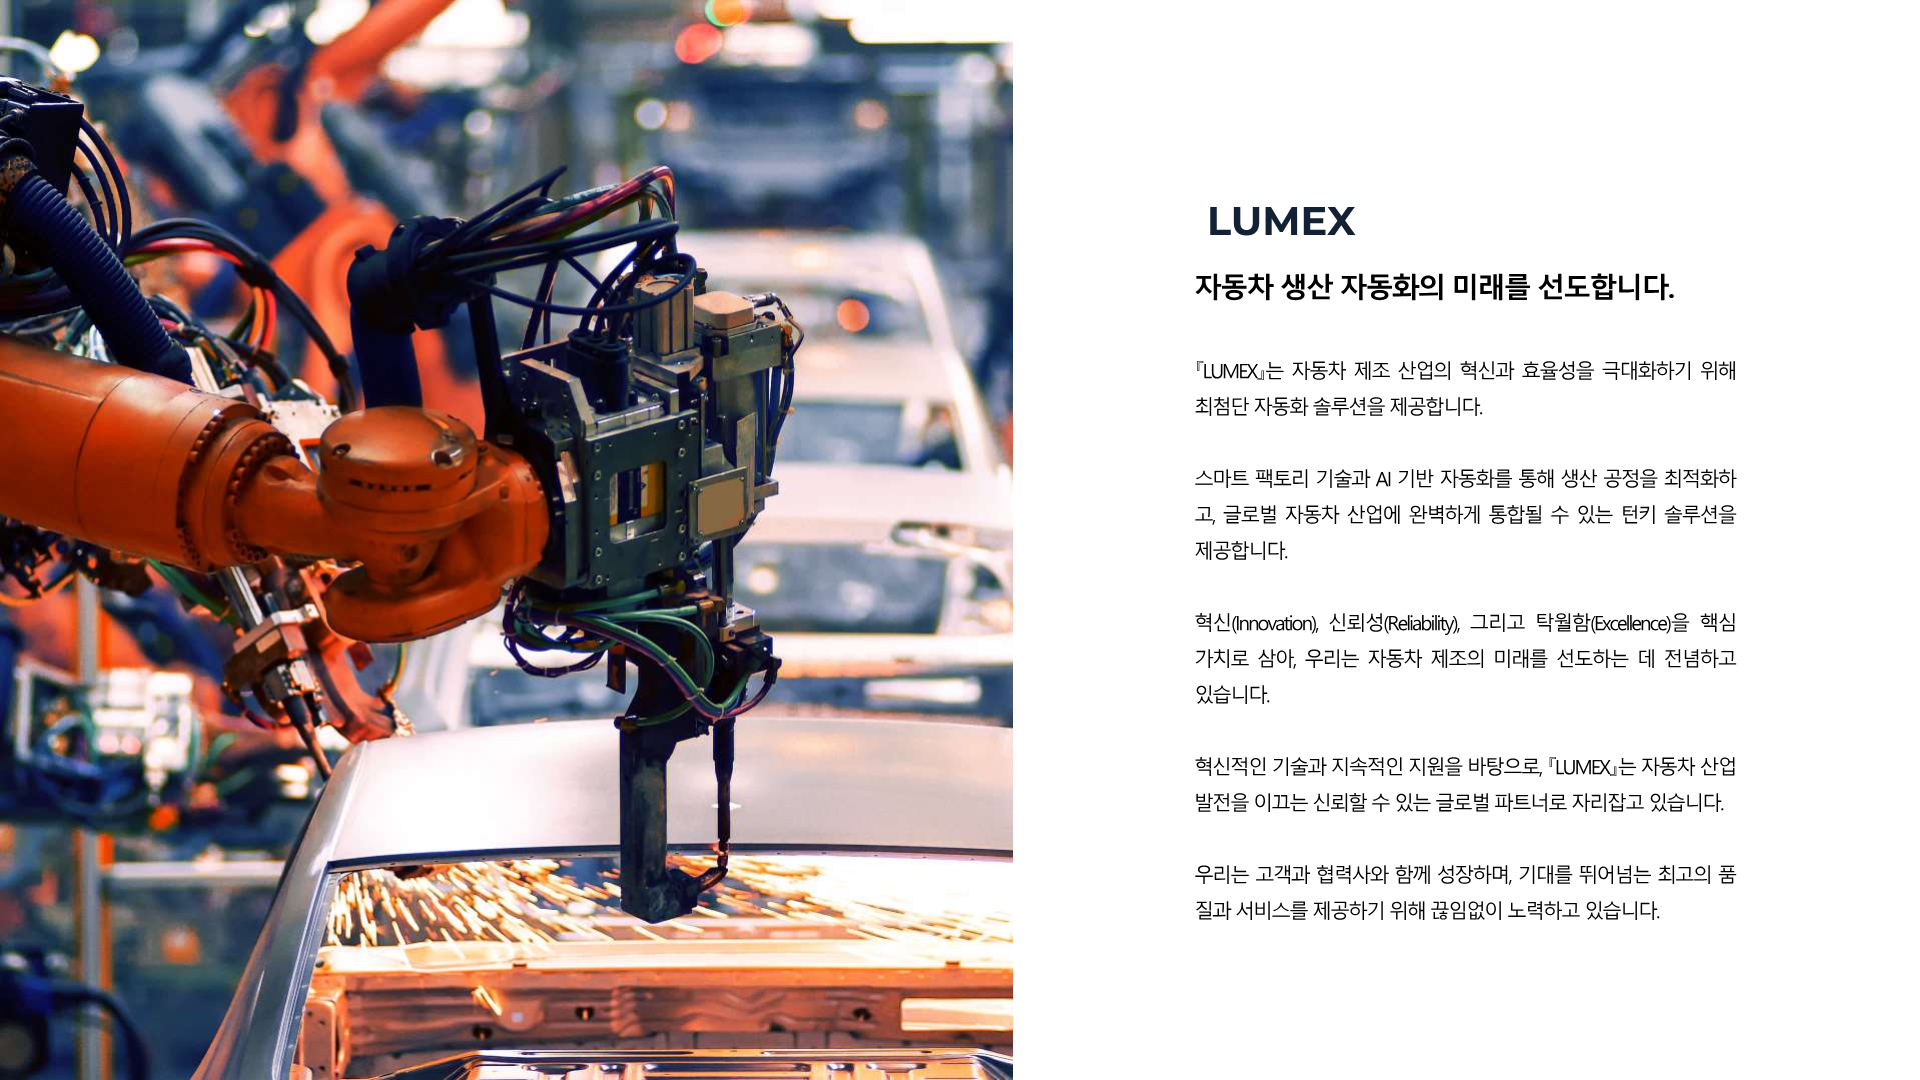 LUMEX
자동차 생산 자동화의 미래를 선도합니다.
『LUMEX』는 자동차 제조 산업의 혁신과 효율성을 극대화하기 위해
최첨단 자동화 솔루션을 제공합니다.
스마트 팩토리 기술과 AI 기반 자동화를 통해 생산 공정을 최적화하
고, 글로벌 자동차 산업에 완벽하게 통합될 수 있는 턴키 솔루션을
제공합니다.
혁신(Innovation), 신뢰성(Reliability), 그리고 탁월함(Excellence)을 핵심
가치로 삼아, 우리는 자동차 제조의 미래를 선도하는 데 전념하고
있습니다.
혁신적인 기술과 지속적인 지원을 바탕으로, 『LUMEX』는 자동차 산업
발전을 이끄는 신뢰할 수 있는 글로벌 파트너로 자리잡고 있습니다.
우리는 고객과 협력사와 함께 성장하며, 기대를 뛰어넘는 최고의 품
질과 서비스를 제공하기 위해 끊임없이 노력하고 있습니다.